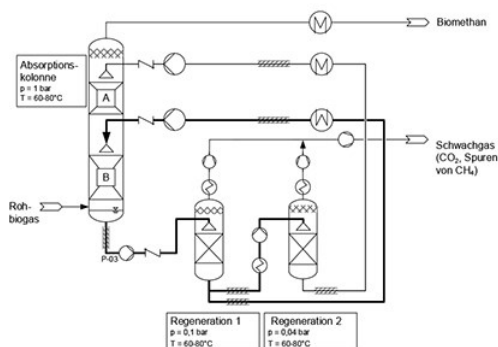 Biomethan
Absorptions-
kolonne
p = 1 bar
T = 60-80°C
A
B
Schwachgas
(CO₂, Spuren
von CH₄)
Roh-
biogas
P-03
Regeneration 1
p = 0,1 bar
T = 60-80°C
Regeneration 2
p = 0,04 bar
T = 60-80°C